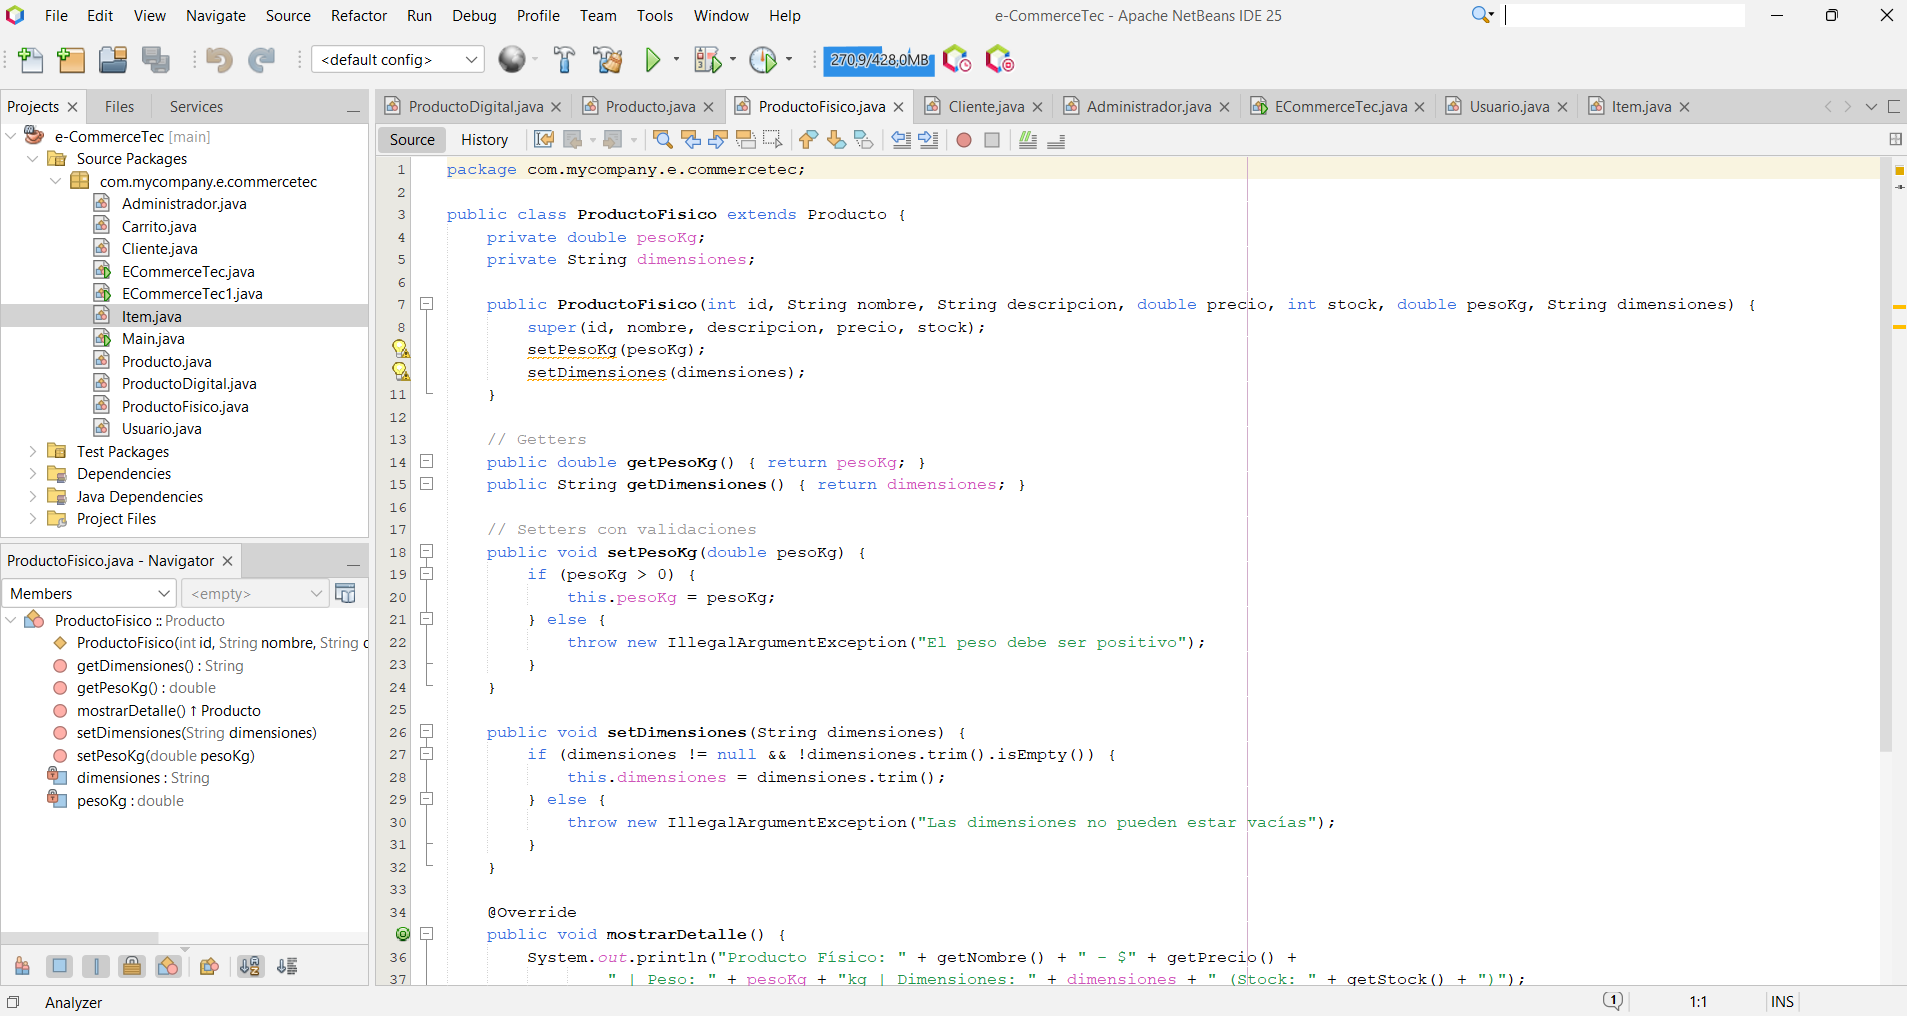 File Edit View Navigate Source Refactor Run Debug Profile Team Tools Window Help
e-CommerceTec - Apache NetBeans IDE 25
<default config>
270,9/428,0MB
Projects Files Services
ProductoDigital.java Producto.java ProductoFisico.java Cliente.java Administrador.java ECommerceTec.java Usuario.java Item.java
Source History
e-CommerceTec [main]
Source Packages
com.mycompany.e.commercetec
Administrador.java
Carrito.java
Cliente.java
ECommerceTec.java
ECommerceTec1.java
Item.java
Main.java
Producto.java
ProductoDigital.java
ProductoFisico.java
Usuario.java
Test Packages
Dependencies
Java Dependencies
Project Files
ProductoFisico.java - Navigator
Members
<empty>
ProductoFisico :: Producto
ProductoFisico(int id, String nombre, String d
getDimensiones() : String
getPesoKg() : double
mostrarDetalle() ↑ Producto
setDimensiones(String dimensiones)
setPesoKg(double pesoKg)
dimensiones : String
pesoKg : double
1 package com.mycompany.e.commercetec;
2
3 public class ProductoFisico extends Producto {
4 private double pesoKg;
5 private String dimensiones;
6
7 public ProductoFisico(int id, String nombre, String descripcion, double precio, int stock, double pesoKg, String dimensiones) {
8 super(id, nombre, descripcion, precio, stock);
setPesoKg(pesoKg);
setDimensiones(dimensiones);
11 }
12
13 // Getters
14 public double getPesoKg() { return pesoKg; }
15 public String getDimensiones() { return dimensiones; }
16
17 // Setters con validaciones
18 public void setPesoKg(double pesoKg) {
19 if (pesoKg > 0) {
20 this.pesoKg = pesoKg;
21 } else {
22 throw new IllegalArgumentException("El peso debe ser positivo");
23 }
24 }
25
26 public void setDimensiones(String dimensiones) {
27 if (dimensiones != null && !dimensiones.trim().isEmpty()) {
28 this.dimensiones = dimensiones.trim();
29 } else {
30 throw new IllegalArgumentException("Las dimensiones no pueden estar vacías");
31 }
32 }
33
34 @Override
public void mostrarDetalle() {
36 System.out.println("Producto Físico: " + getNombre() + " - $" + getPrecio() +
37 " | Peso: " + pesoKg + "kg | Dimensiones: " + dimensiones + " (Stock: " + getStock() + ")");
Analyzer
1
1:1
INS